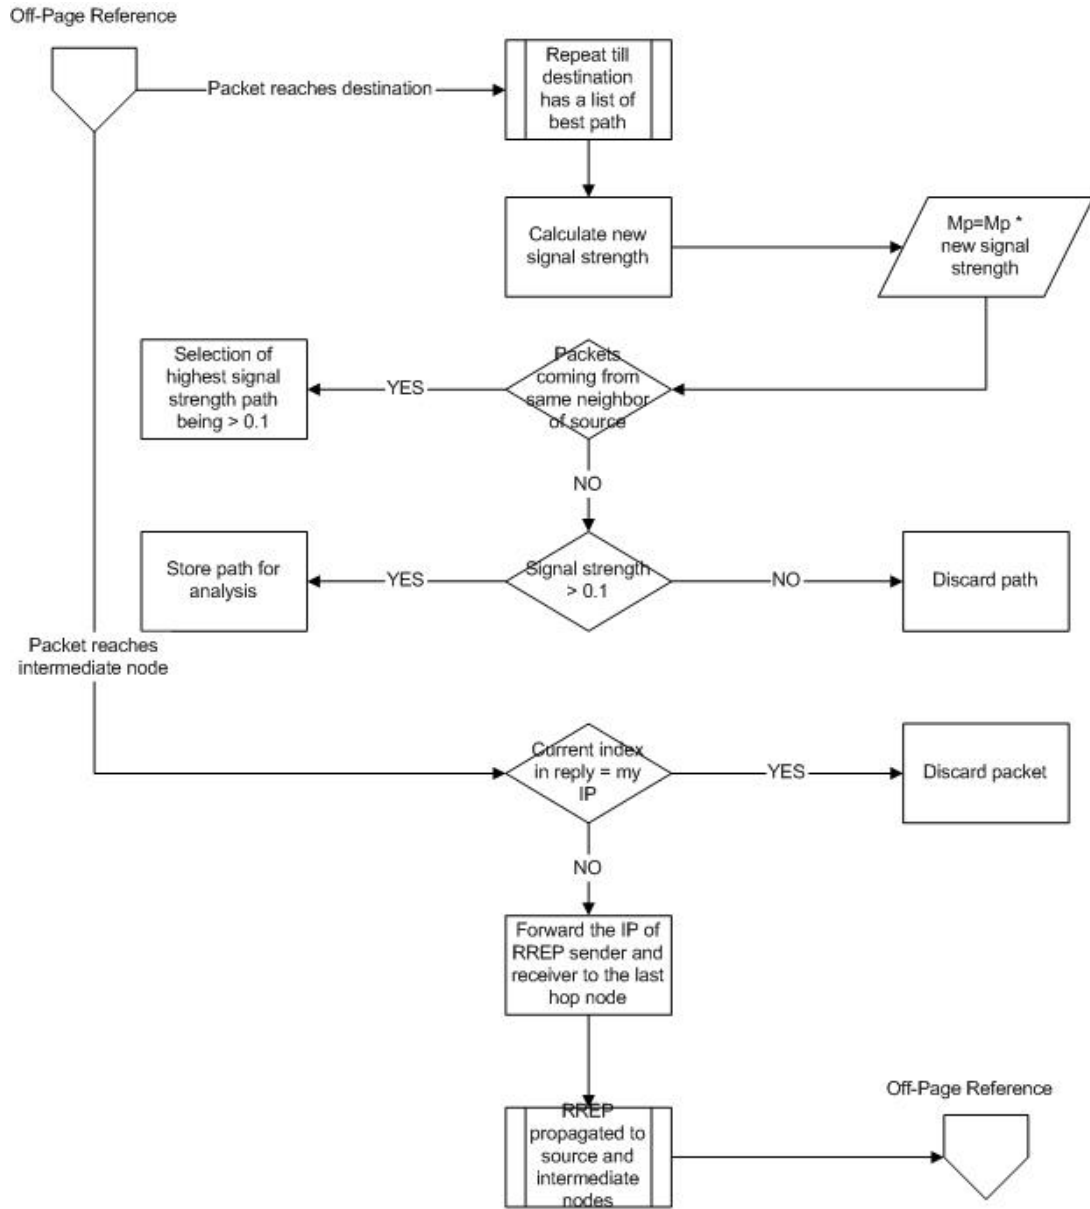 Off-Page Reference
Packet reaches destination
Repeat till
destination
has a list of
best path
Calculate new
signal strength
Mp=Mp *
new signal
strength
Selection of
highest signal
strength path
being > 0.1
YES
Packets
coming from
same neighbor
of source
NO
Store path for
analysis
YES
Signal strength
> 0.1
NO
Discard path
Packet reaches
intermediate node
Current index
in reply = my
IP
YES
Discard packet
NO
Forward the IP of
RREP sender and
receiver to the last
hop node
Off-Page Reference
RREP
propagated to
source and
intermediate
nodes